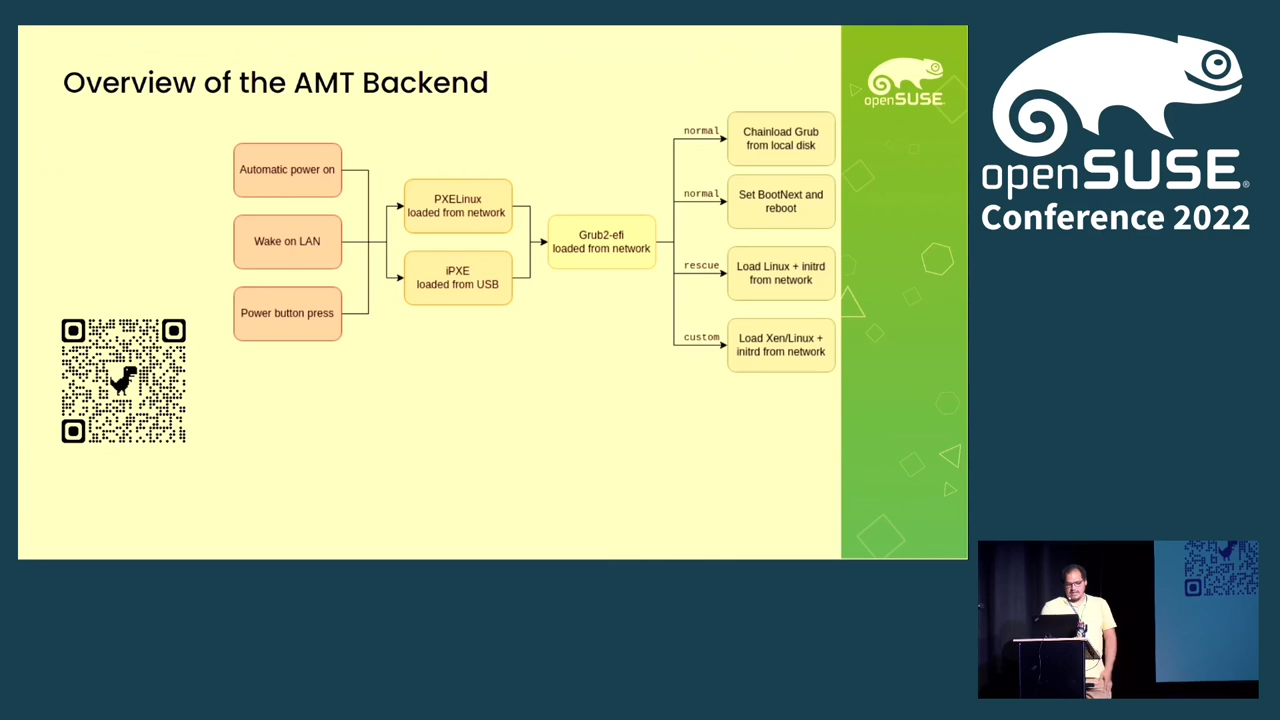 Overview of the AMT Backend
openSUSE
Automatic power on
Wake on LAN
Power button press
PXELinux
loaded from network
iPXE
loaded from USB
Grub2-efi
loaded from network
normal
Chainload Grub
from local disk
normal
Set BootNext and
reboot
rescue
Load Linux + initrd
from network
custom
Load Xen/Linux +
initrd from network
openSUSE®
Conference 2022